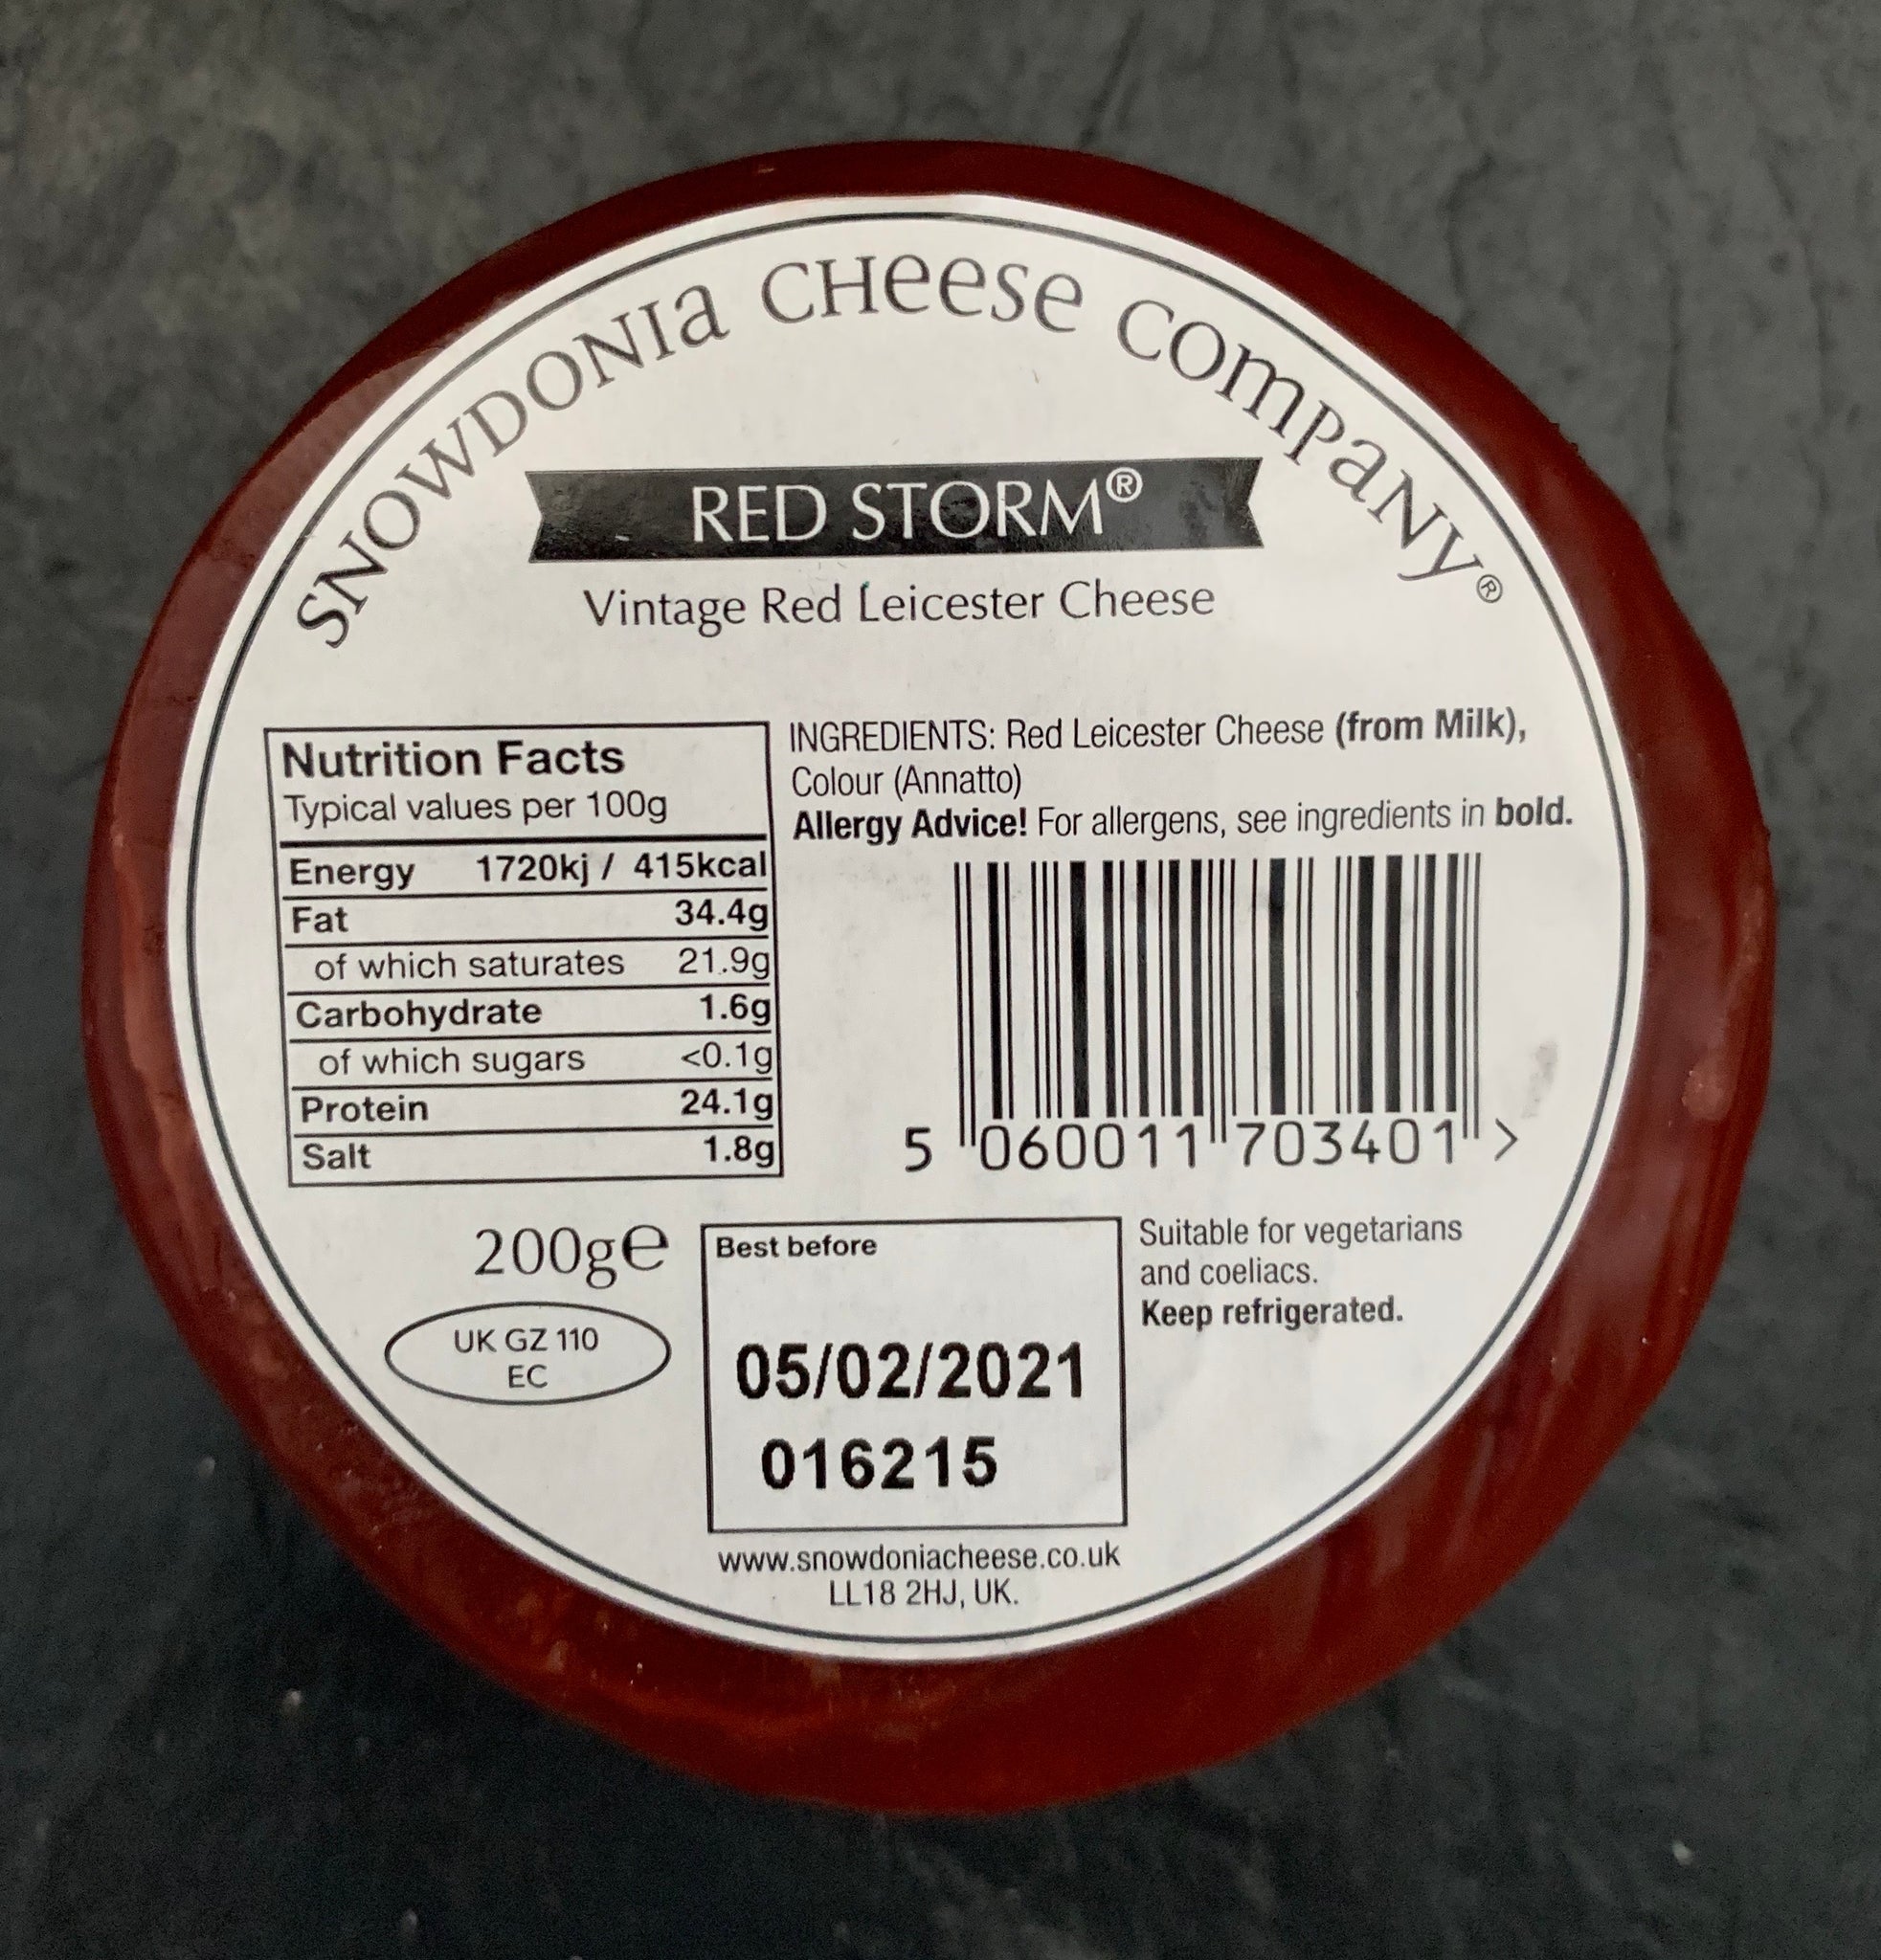 SNOWDONIA CHEESE COMPANY®
RED STORM®
Vintage Red Leicester Cheese
Nutrition Facts
Typical values per 100g
Energy 1720kj / 415kcal
Fat 34.4g
of which saturates 21.9g
Carbohydrate 1.6g
of which sugars <0.1g
Protein 24.1g
Salt 1.8g
INGREDIENTS: Red Leicester Cheese (from Milk),
Colour (Annatto)
Allergy Advice! For allergens, see ingredients in bold.
5 060011 703401 >
200ge
UK GZ 110
EC
Best before
05/02/2021
016215
Suitable for vegetarians
and coeliacs.
Keep refrigerated.
www.snowdoniacheese.co.uk
LL18 2HJ, UK.